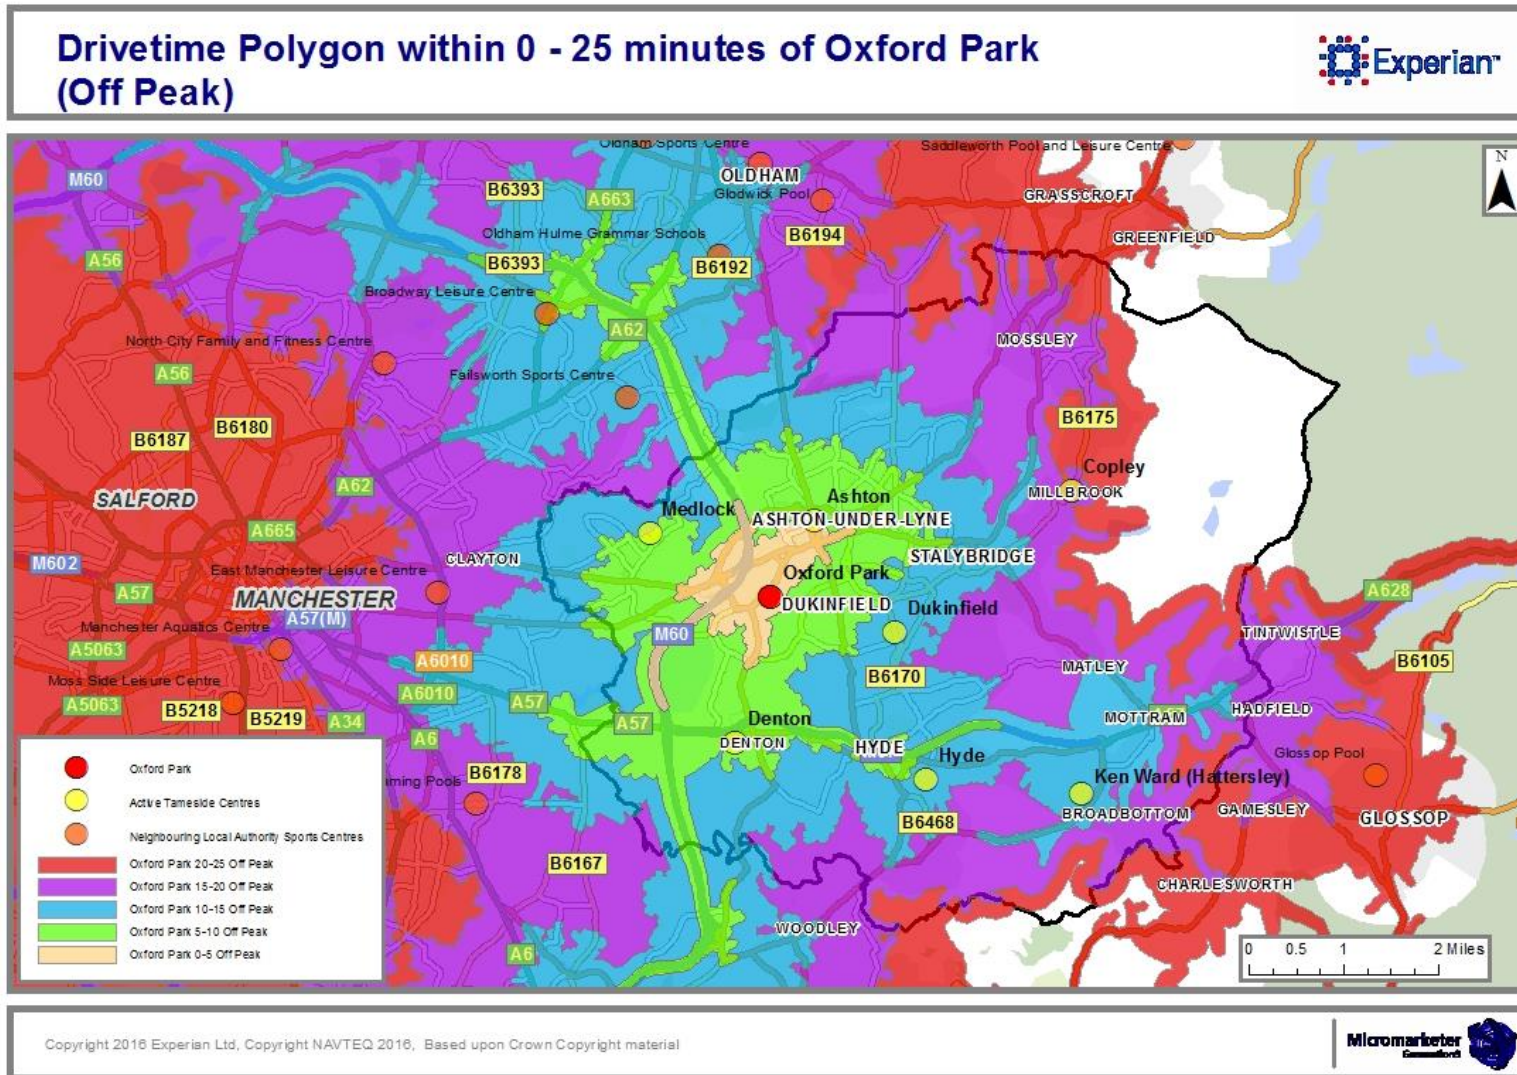 Drivetime Polygon within 0 - 25 minutes of Oxford Park
(Off Peak)
Experian
N
Oldham Sports Centre
Saddleworth Pool and Leisure Centre
M60
OLDHAM
B6393
A663
Glodwick Pool
GRASSCROFT
Oldham Hulme Grammar Schools
B6194
GREENFIELD
A56
B6393
B6192
Broadway Leisure Centre
A62
North City Family and Fitness Centre
MOSSLEY
A56
Failsworth Sports Centre
B6187
B6180
B6175
Copley
MILLBROOK
SALFORD
A62
Medlock
Ashton
ASHTON-UNDER-LYNE
A665
CLAYTON
STALYBRIDGE
M602
East Manchester Leisure Centre
Oxford Park
A57
MANCHESTER
DUKINFIELD
Dukinfield
A628
A57(M)
Manchester Aquatics Centre
M60
TINTWISTLE
A5063
A6010
MATLEY
B6105
Moss Side Leisure Centre
B6170
A5063
A6010
B5218
B5219
A34
A57
A57
Denton
MOTTRAM
HADFIELD
A6
DENTON
HYDE
Hyde
Glossop Pool
Ken Ward (Hattersley)
B6178
aming Pools
BROADBOTTOM
GAMESLEY
GLOSSOP
B6468
B6167
CHARLESWORTH
WOODLEY
A6
Oxford Park
Active Tameside Centres
Neighbouring Local Authority Sports Centres
Oxford Park 20-25 Off Peak
Oxford Park 15-20 Off Peak
Oxford Park 10-15 Off Peak
Oxford Park 5-10 Off Peak
Oxford Park 0-5 Off Peak
0 0.5 1 2 Miles
Copyright 2016 Experian Ltd, Copyright NAVTEQ 2016, Based upon Crown Copyright material
Micromarketer